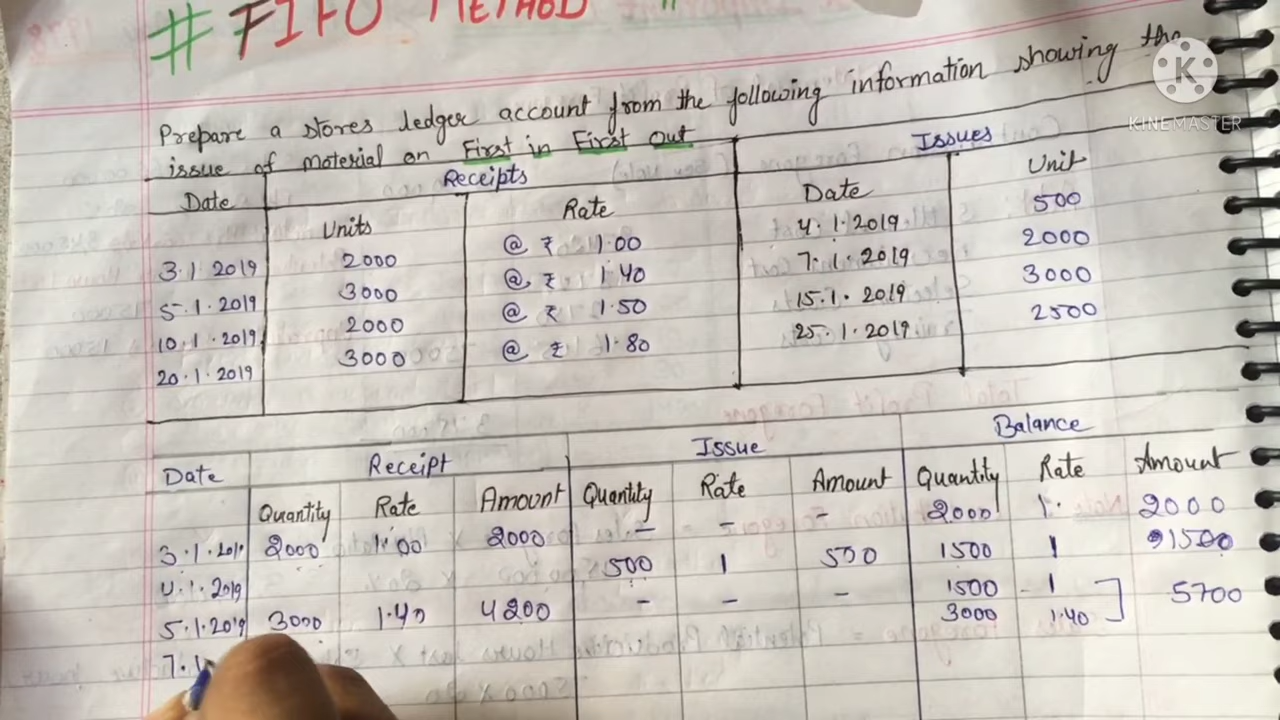 # FIFO METHOD #
Prepare a stores ledger account from the following information showing the
issue of material on First in First Out
Date Receipts Issues
Units Rate Date Unit
3.1.2019 2000 @ ₹ 1.00 4.1.2019 500
5.1.2019 3000 @ ₹ 1.40 7.1.2019 2000
10.1.2019 2000 @ ₹ 1.50 15.1.2019 3000
20.1.2019 3000 @ ₹ 1.80 25.1.2019 2500
Date Receipt Issue Balance
Quantity Rate Amount Quantity Rate Amount Quantity Rate Amount
3.1.2019 2000 1.00 2000 - - - 2000 1. 2000
4.1.2019 500 1 500 1500 1 1500
5.1.2019 3000 1.40 4200 - - - 1500 - 1 5700
3000 1.40
7.1
K
KINEMASTER